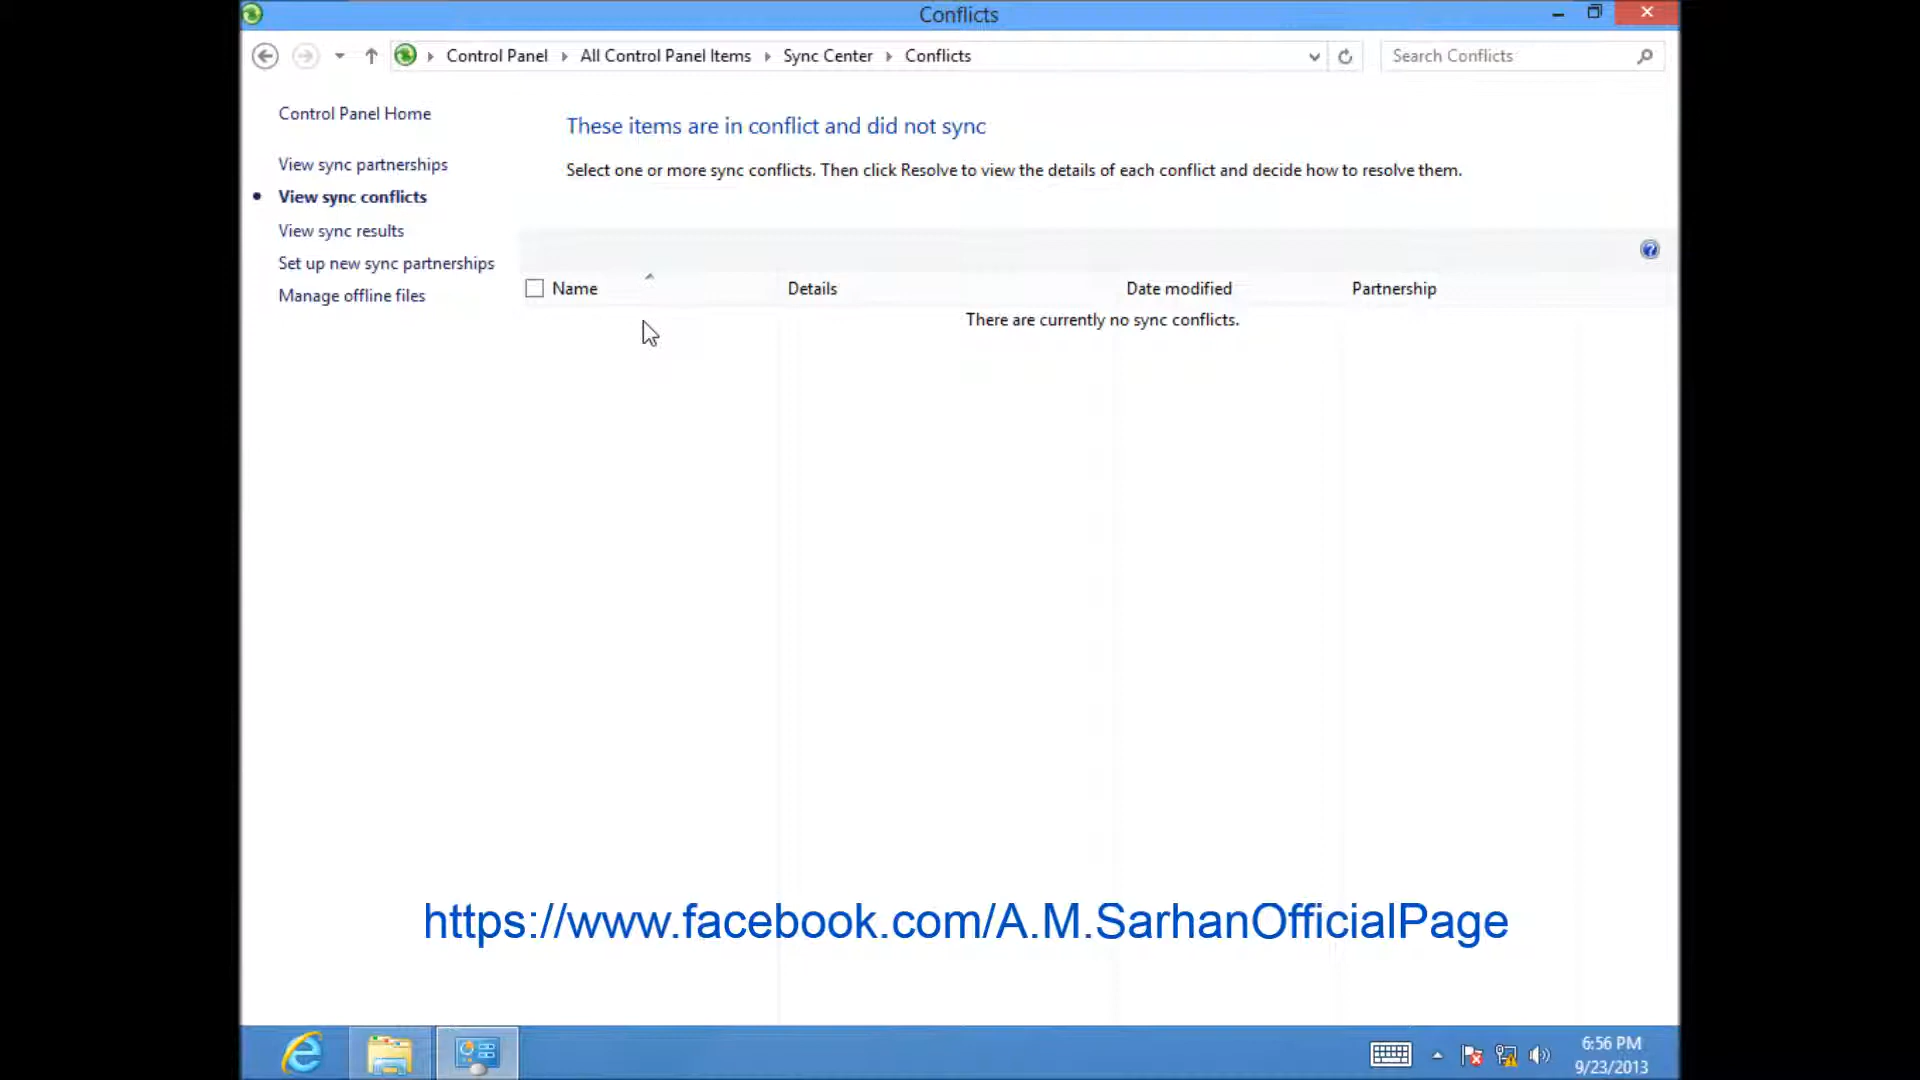 Conflicts
Control Panel All Control Panel Items Sync Center Conflicts
Search Conflicts
Control Panel Home
View sync partnerships
View sync conflicts
View sync results
Set up new sync partnerships
Manage offline files
These items are in conflict and did not sync
Select one or more sync conflicts. Then click Resolve to view the details of each conflict and decide how to resolve them.
Name Details Date modified Partnership
There are currently no sync conflicts.
https://www.facebook.com/A.M.SarhanOfficialPage
6:56 PM
9/23/2013